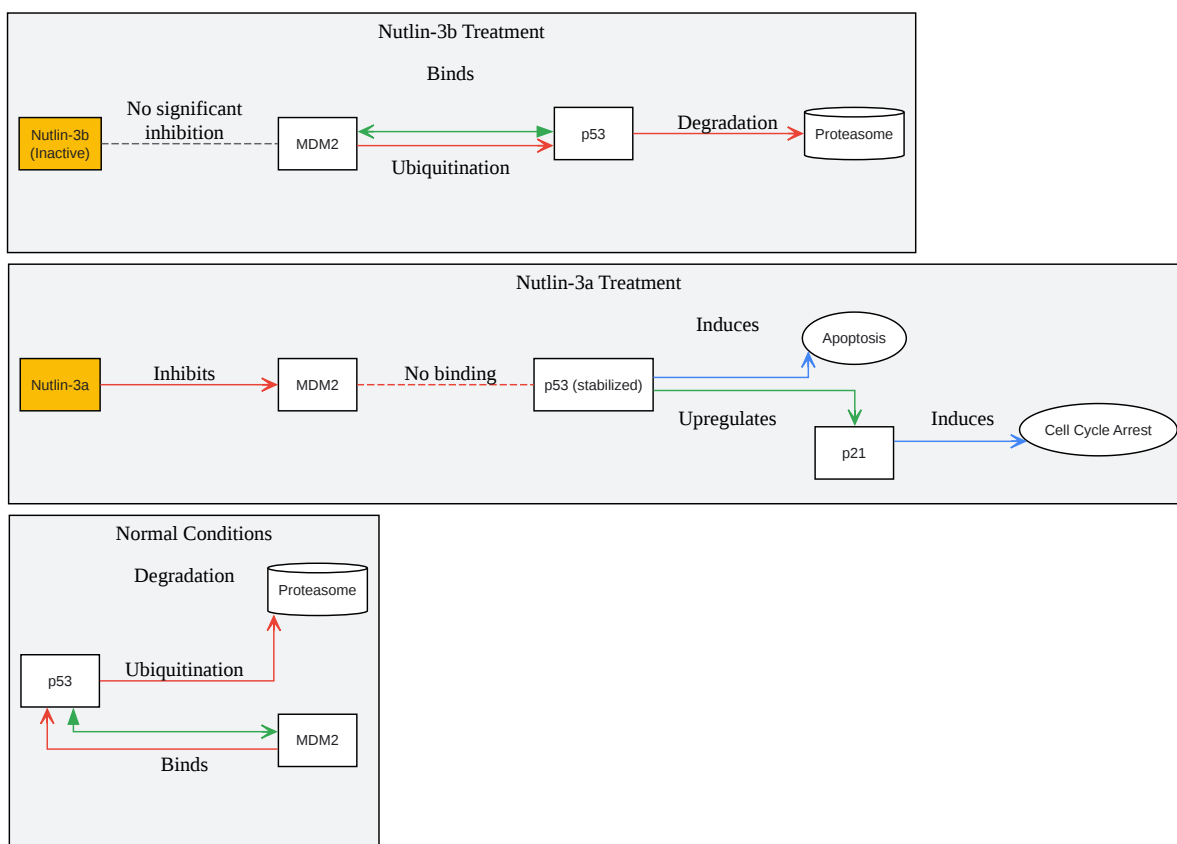 Nutlin-3b Treatment
Binds
No significant
inhibition
Nutlin-3b
(Inactive)
MDM2
Ubiquitination
p53
Degradation
Proteasome
Nutlin-3a Treatment
Induces
Apoptosis
Nutlin-3a
Inhibits
MDM2
No binding
p53 (stabilized)
Upregulates
p21
Induces
Cell Cycle Arrest
Normal Conditions
Degradation
Proteasome
p53
Ubiquitination
MDM2
Binds